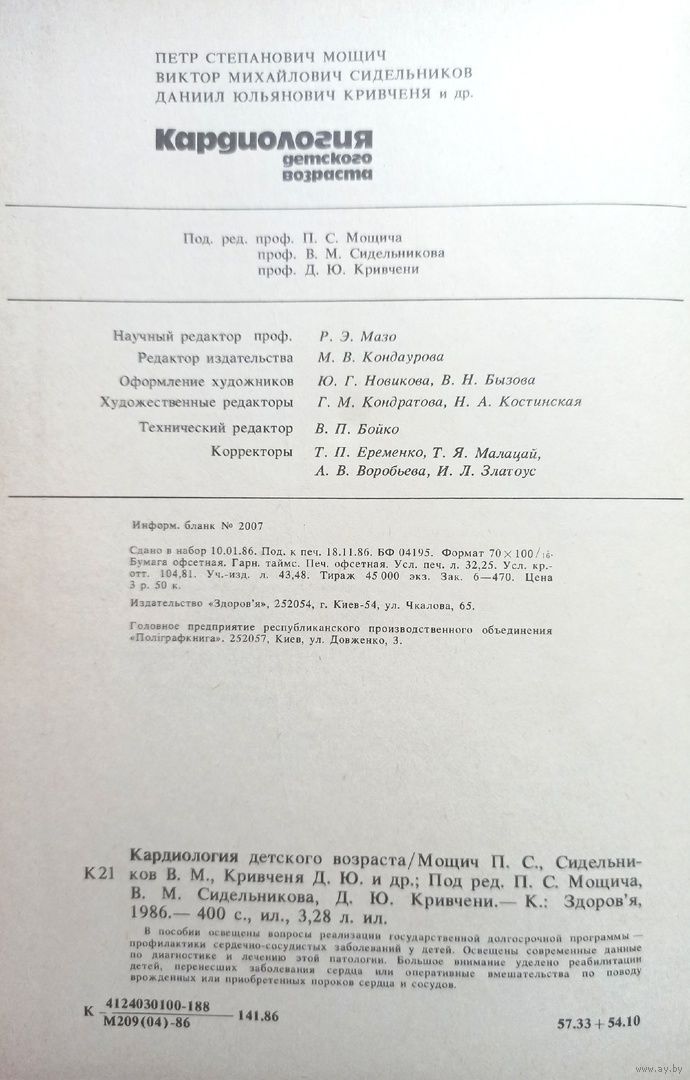 ПЕТР СТЕПАНОВИЧ МОЩИЧ
ВИКТОР МИХАЙЛОВИЧ СИДЕЛЬНИКОВ
ДАНИИЛ ЮЛЬЯНОВИЧ КРИВЧЕНЯ и др.
Кардиология
детского
возраста
Под. ред. проф. П. С. Мощича
проф. В. М. Сидельникова
проф. Д. Ю. Кривчени
Научный редактор проф. Р. Э. Мазо
Редактор издательства М. В. Кондаурова
Оформление художников Ю. Г. Новикова, В. Н. Бызова
Художественные редакторы Г. М. Кондратова, Н. А. Костинская
Технический редактор В. П. Бойко
Корректоры Т. П. Еременко, Т. Я. Малацай,
А. В. Воробьева, И. Л. Златоус
Информ. бланк № 2007
Сдано в набор 10.01.86. Под. к печ. 18.11.86. БФ 04195. Формат 70×100/16.
Бумага офсетная. Гарн. таймс. Печ. офсетная. Усл. печ. л. 32,25. Усл. кр.-
отт. 104,81. Уч.-изд. л. 43,48. Тираж 45 000 экз. Зак. 6—470. Цена
3 р. 50 к.
Издательство «Здоров'я», 252054, г. Киев-54, ул. Чкалова, 65.
Головное предприятие республиканского производственного объединения
«Поліграфкнига». 252057, Киев, ул. Довженко, 3.
Кардиология детского возраста/Мощич П. С., Сидельни-
К21 ков В. М., Кривченя Д. Ю. и др.; Под ред. П. С. Мощича,
В. М. Сидельникова, Д. Ю. Кривчени.— К.: Здоров'я,
1986.— 400 с., ил., 3,28 л. ил.
В пособии освещены вопросы реализации государственной долгосрочной программы —
профилактики сердечно-сосудистых заболеваний у детей. Освещены современные данные
по диагностике и лечению этой патологии. Большое внимание уделено реабилитации
детей, перенесших заболевания сердца или оперативные вмешательства по поводу
врожденных или приобретенных пороков сердца и сосудов.
4124030100-188
К М209(04)-86 141.86 57.33+54.10
www.ay.by